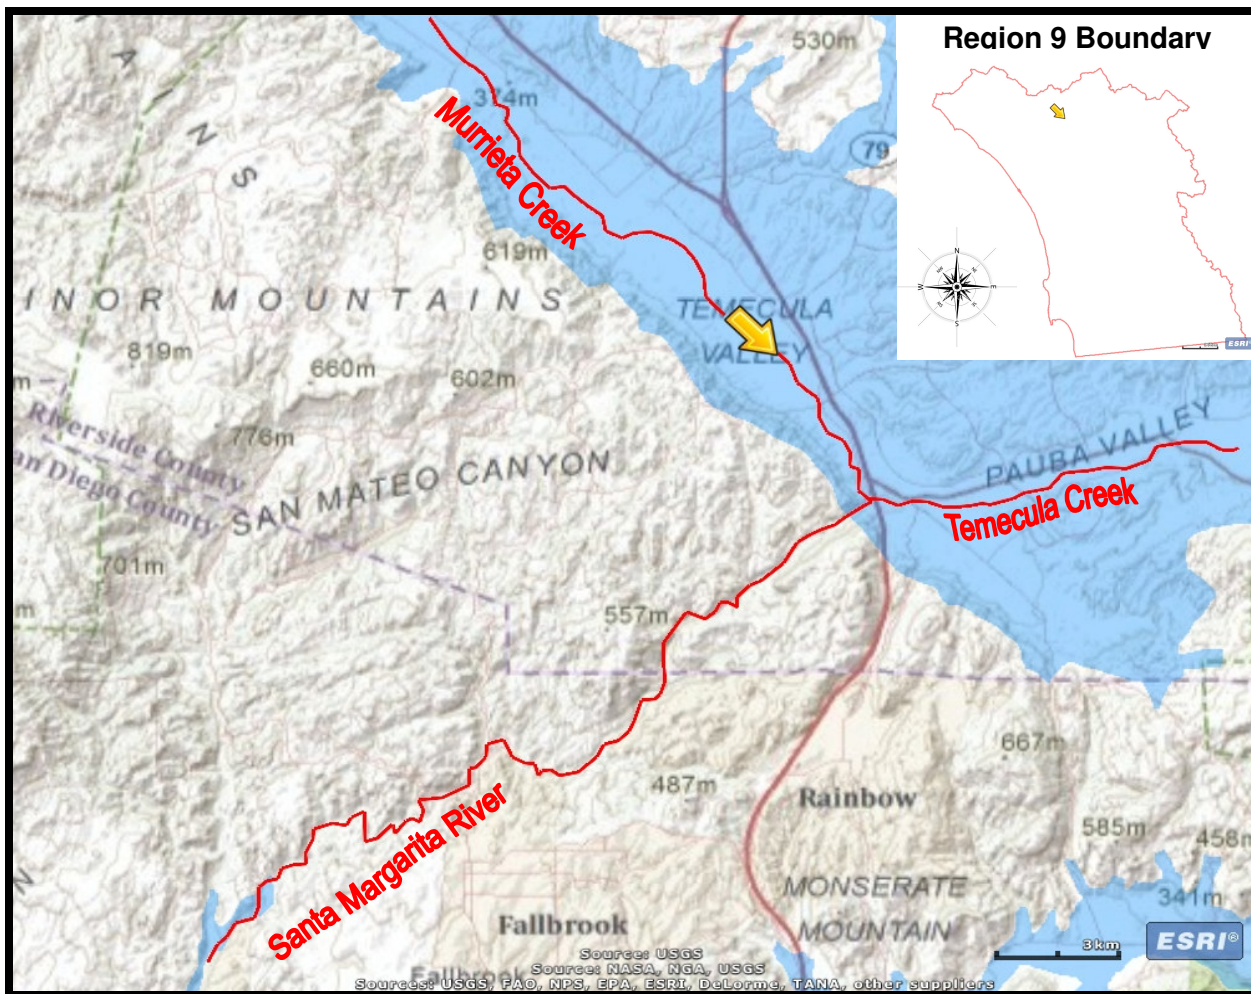 Region 9 Boundary
530m
374m
Murrieta Creek
79
A N S
619m
N
W
E
S
INOR MOUNTAINS
TEMECULA
VALLEY
ESRI
819m
660m
602m
776m
Riverside County
an Diego County
SAN MATEO CANYON
PAUBA VALLEY
Temecula Creek
701m
m
557m
667m
487m
Rainbow
585m
458m
Santa Margarita River
N
MONSERATE
MOUNTAIN
341m
Fallbrook
3km
ESRI®
Source: USGS
Source: NASA, NGA, USGS
Fallbrook
Sources: USGS, FAO, NPS, EPA, ESRI, DeLorme, TANA, other suppliers